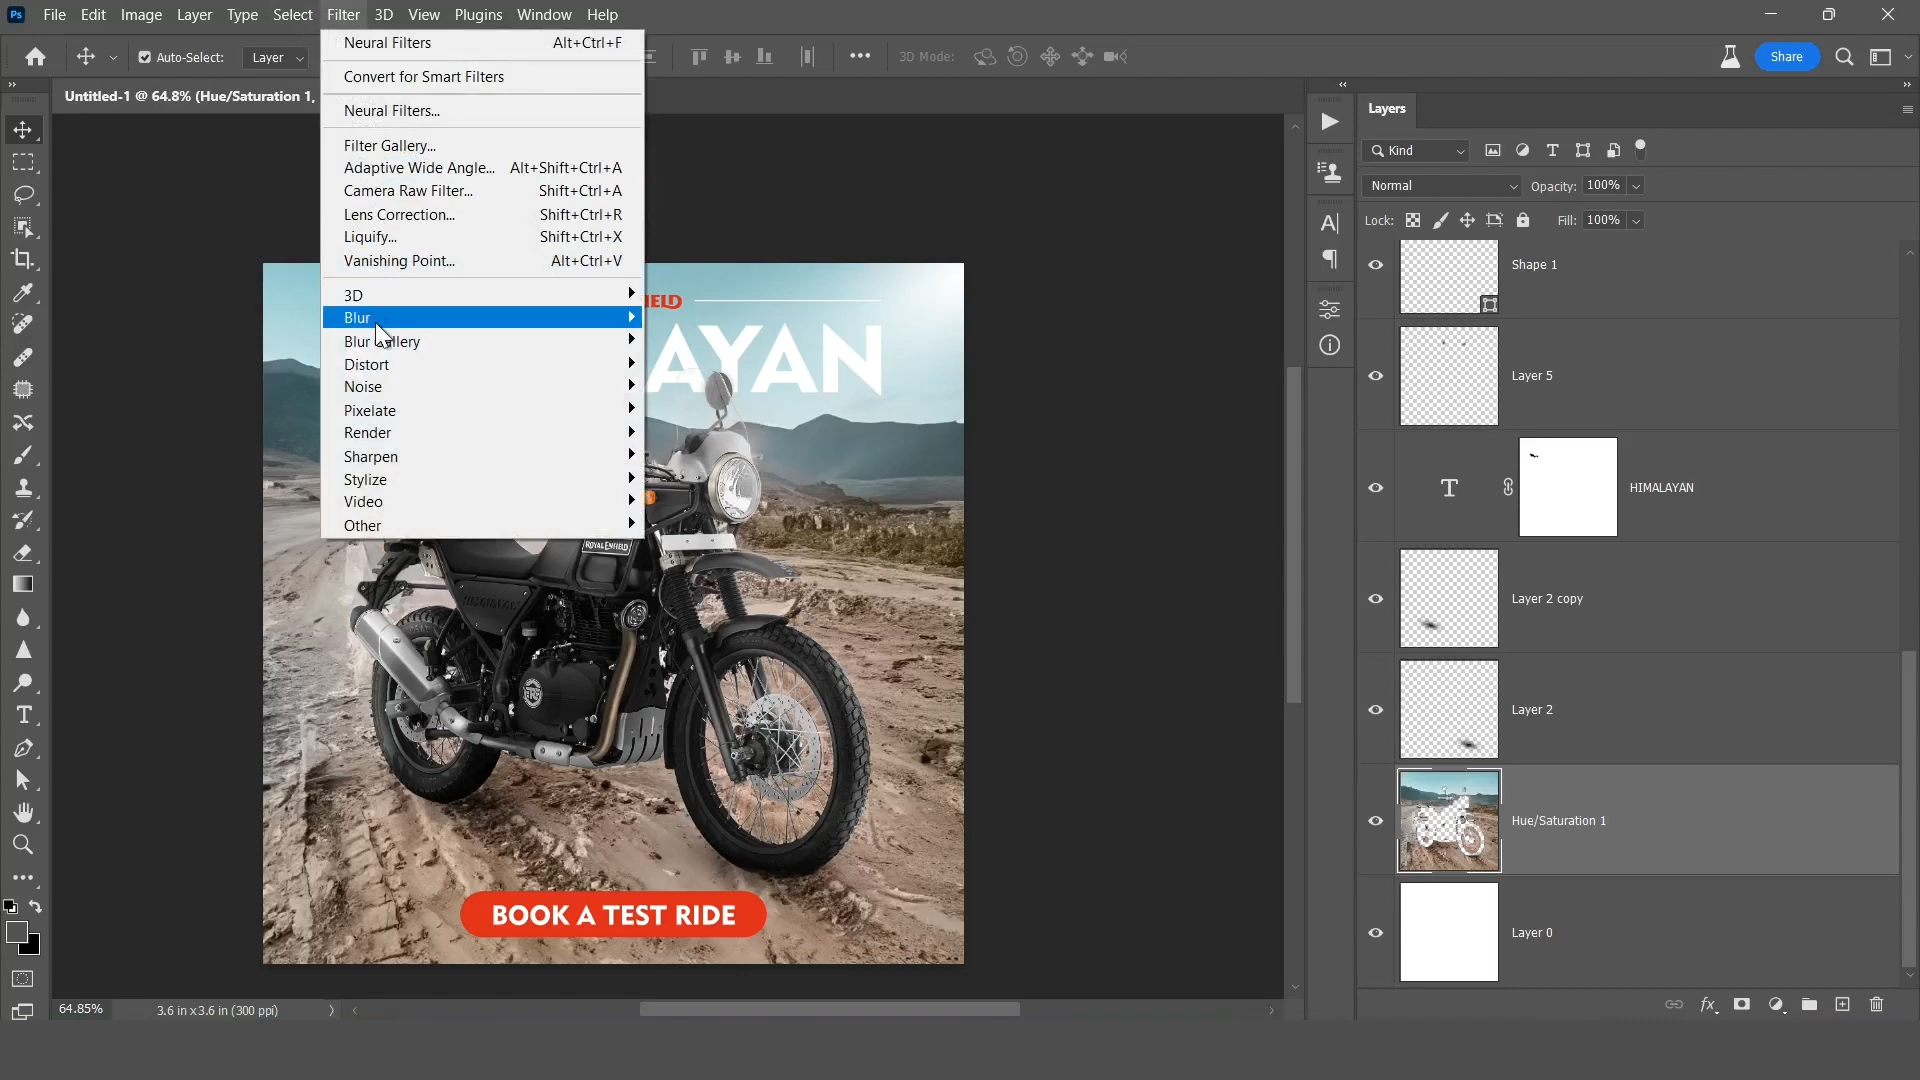 Ps File Edit Image Layer Type Select Filter 3D View Plugins Window Help
Auto-Select: Layer 3D Mode: Share
Untitled-1 @ 64.8% (Hue/Saturation 1,
Neural Filters Alt+Ctrl+F
Convert for Smart Filters
Neural Filters...
Filter Gallery...
Adaptive Wide Angle... Alt+Shift+Ctrl+A
Camera Raw Filter... Shift+Ctrl+A
Lens Correction... Shift+Ctrl+R
Liquify... Shift+Ctrl+X
Vanishing Point... Alt+Ctrl+V
3D
Blur
Distort
Noise
Pixelate
Render
Sharpen
Stylize
Video
Other
IELD
LAYAN
ROYAL ENFIELD
BOOK A TEST RIDE
64.85% 3.6 in x 3.6 in (300 ppi)
Layers
Kind
Normal Opacity: 100%
Lock: Fill: 100%
Shape 1
Layer 5
T HIMALAYAN
Layer 2 copy
Layer 2
Hue/Saturation 1
Layer 0
fx